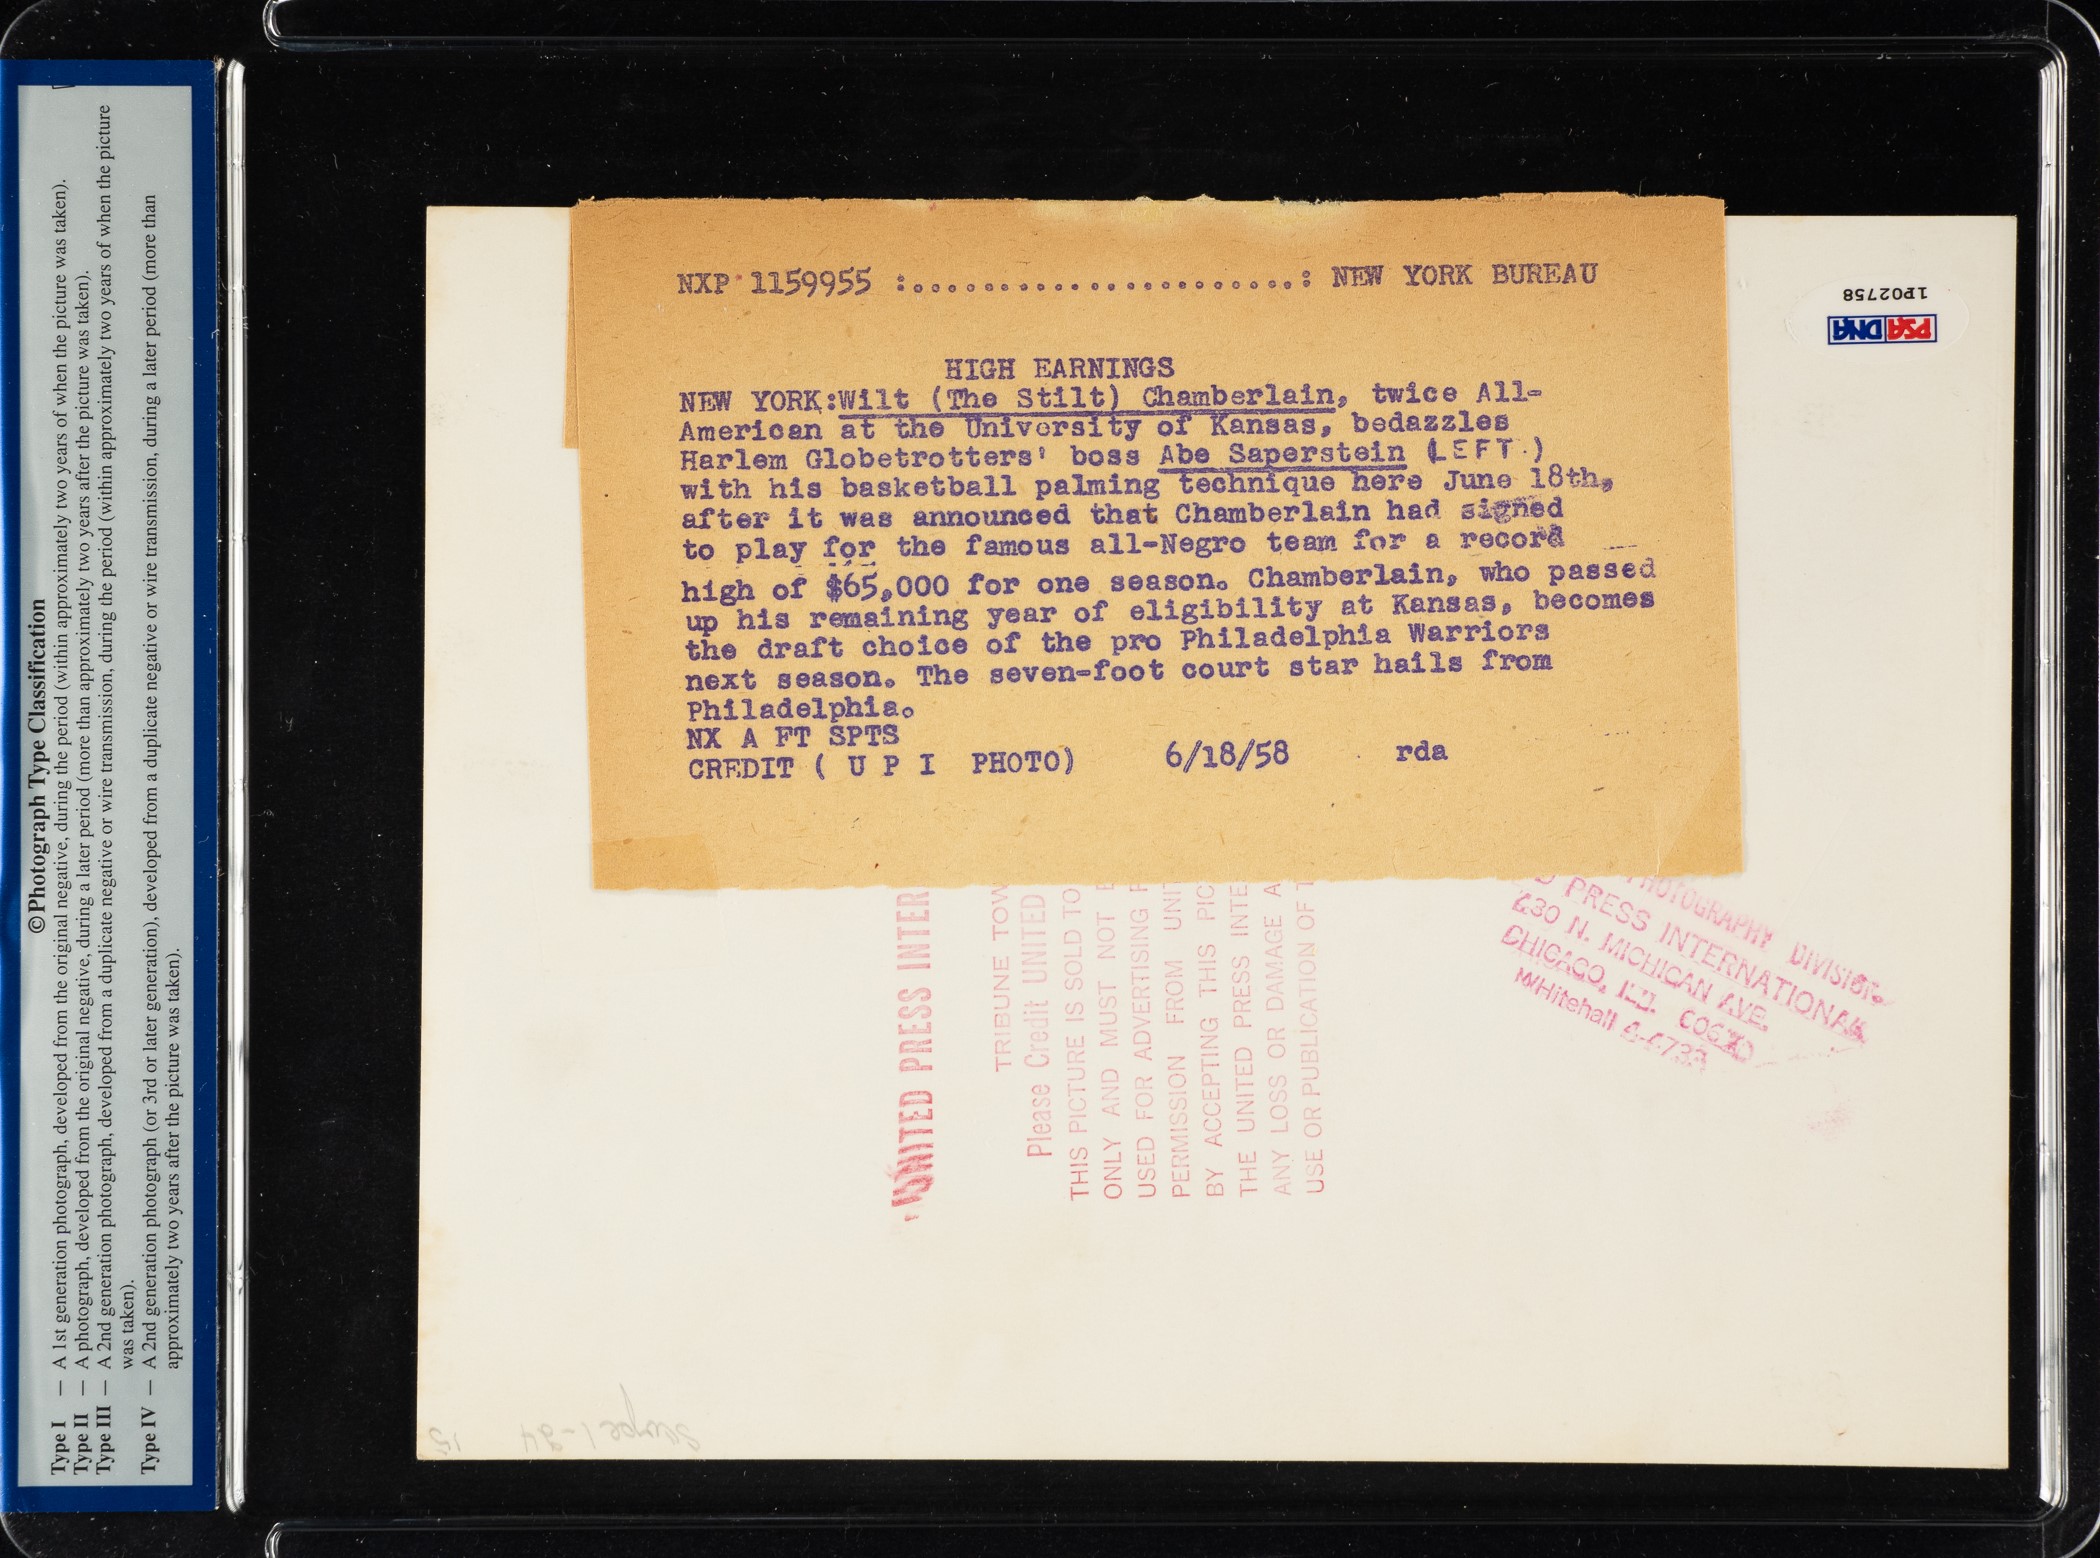 ©Photograph Type Classification
Type I — A 1st generation photograph, developed from the original negative, during the period (within approximately two years of when the picture was taken).
Type II — A photograph, developed from the original negative, during a later period (more than approximately two years after the picture was taken).
Type III — A 2nd generation photograph, developed from a duplicate negative or wire transmission, during the period (within approximately two years of when the picture
was taken).
Type IV — A 2nd generation photograph (or 3rd or later generation), developed from a duplicate negative or wire transmission, during a later period (more than
approximately two years after the picture was taken).
NXP 1159955 :...........................: NEW YORK BUREAU
HIGH EARNINGS
NEW YORK:Wilt (The Stilt) Chamberlain, twice All-
American at the University of Kansas, bedazzles
Harlem Globetrotters' boss Abe Saperstein (LEFT.)
with his basketball palming technique here June 18th,
after it was announced that Chamberlain had signed
to play for the famous all-Negro team for a record
high of $65,000 for one season. Chamberlain, who passed
up his remaining year of eligibility at Kansas, becomes
the draft choice of the pro Philadelphia Warriors
next season. The seven-foot court star hails from
Philadelphia.
NX A FT SPTS
CREDIT ( U P I PHOTO) 6/18/58 rda
1P02758
PSA DNA
UNITED PRESS INTER
TRIBUNE TOW
Please Credit UNITED
THIS PICTURE IS SOLD TO
ONLY AND MUST NOT
USED FOR ADVERTISING
PERMISSION FROM UNIT
BY ACCEPTING THIS PIC
THE UNITED PRESS INTE
ANY LOSS OR DAMAGE A
USE OR PUBLICATION OF T
PHOTOGRAPHY DIVISION
D PRESS INTERNATIONAL
430 N. MICHICAN AVE.
CHICAGO, ILL.
WHitehall
15